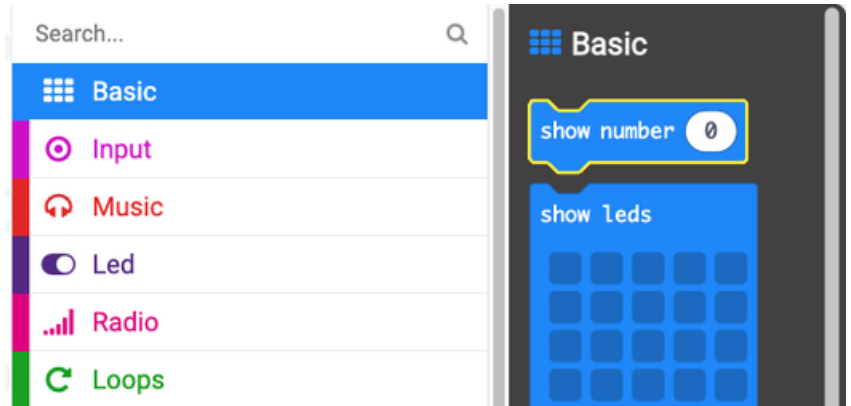 Search...
Basic
Input
Music
Led
Radio
Loops
Basic
show number 0
show leds